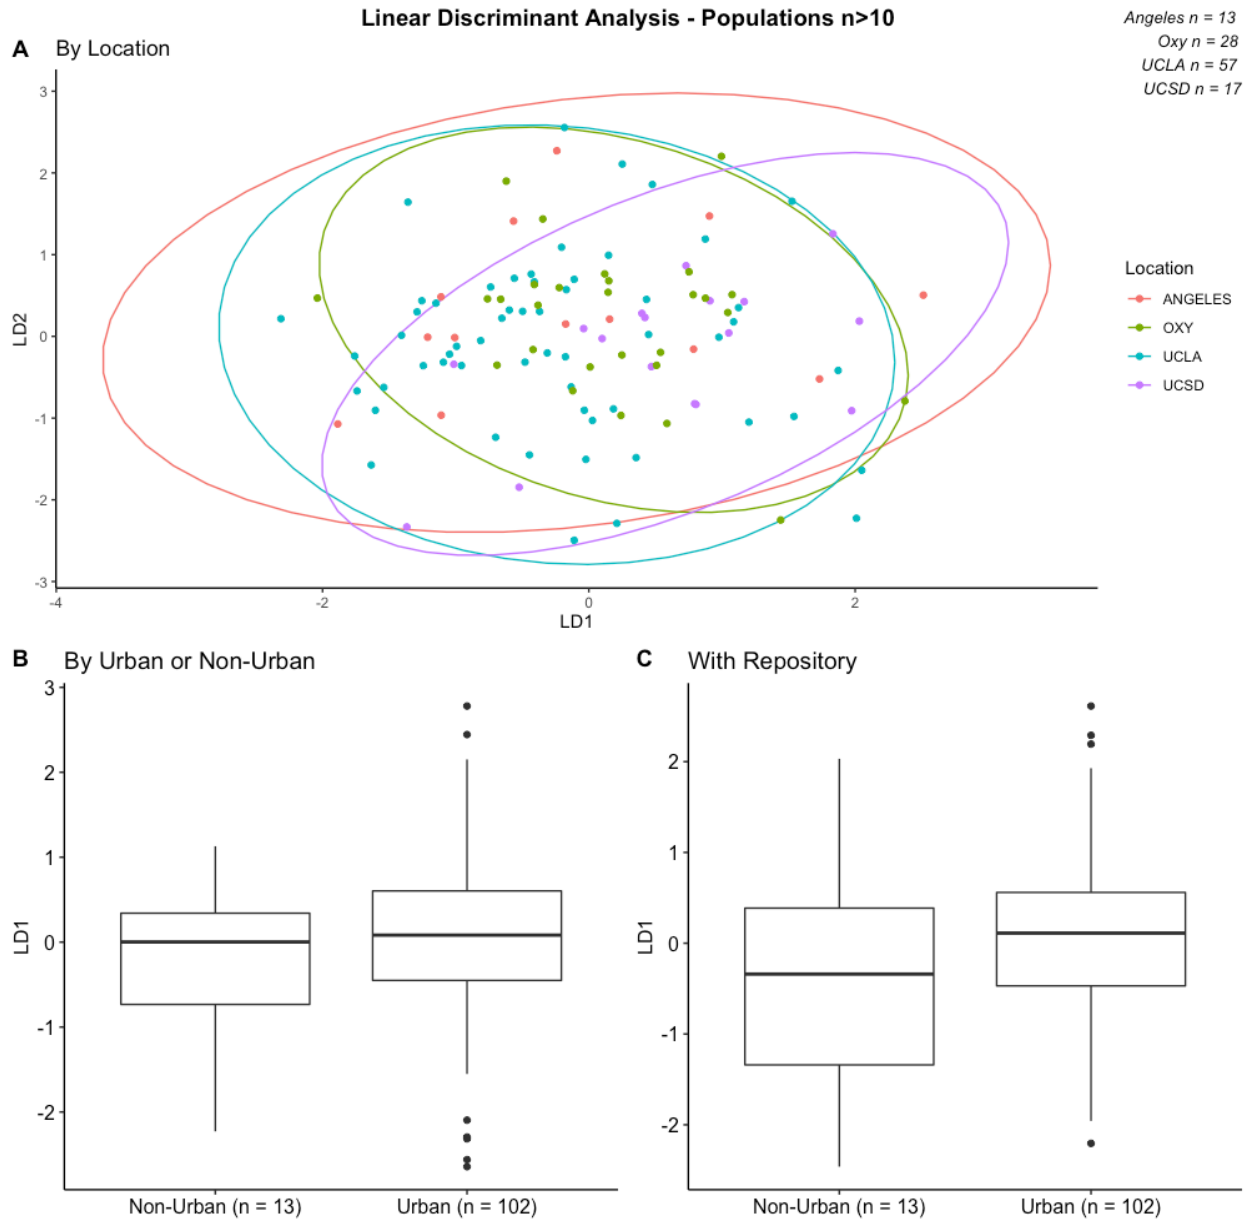 Linear Discriminant Analysis - Populations n>10
Angeles n = 13
Oxy n = 28
UCLA n = 57
UCSD n = 17
A By Location
3
2
1
0
-1
-2
-3
LD2
-4 -2 0 2
LD1
Location
ANGELES
OXY
UCLA
UCSD
B By Urban or Non-Urban
3
2
1
0
-1
-2
LD1
Non-Urban (n = 13) Urban (n = 102)
C With Repository
2
1
0
-1
-2
LD1
Non-Urban (n = 13) Urban (n = 102)